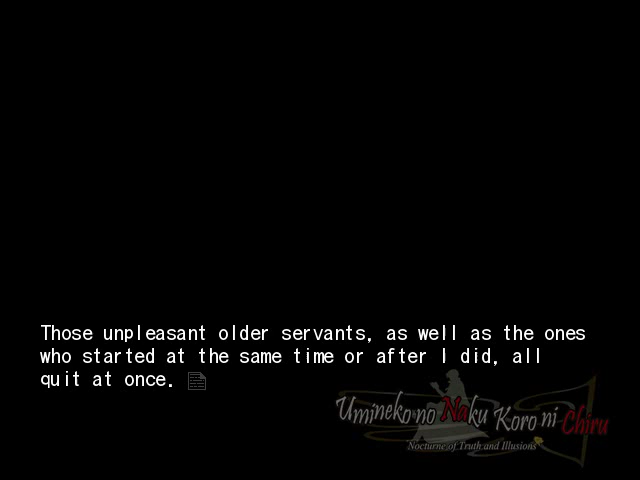 Those unpleasant older servants, as well as the ones
who started at the same time or after I did, all
quit at once.
Umineko no Naku Koro ni Chiru
Nocturne of Truth and Illusions